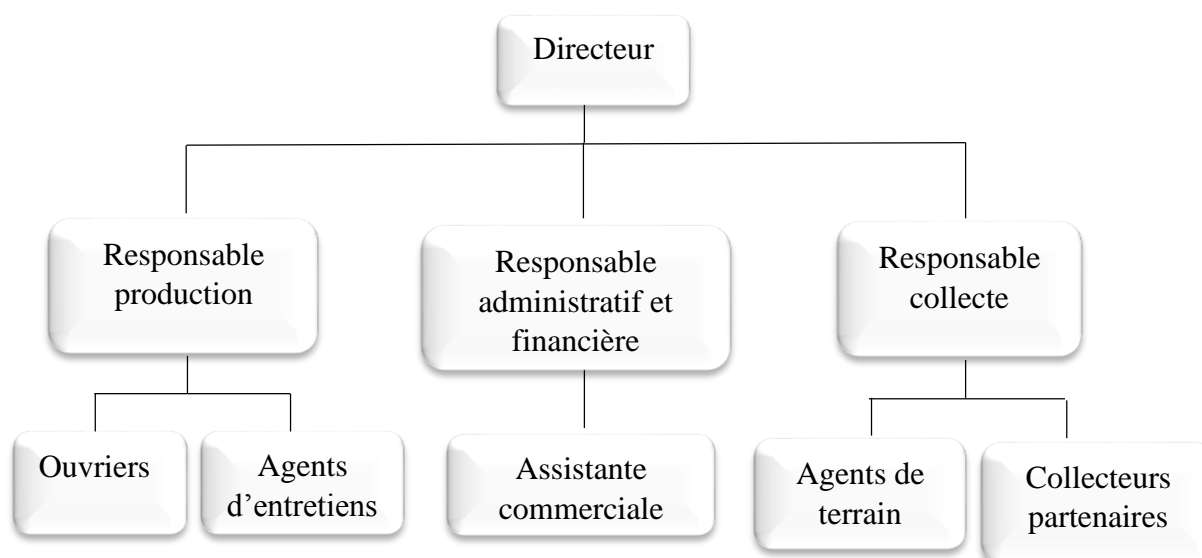 Directeur
Responsable
production
Responsable
administratif et
financière
Responsable
collecte
Ouvriers
Agents
d’entretiens
Assistante
commerciale
Agents de
terrain
Collecteurs
partenaires